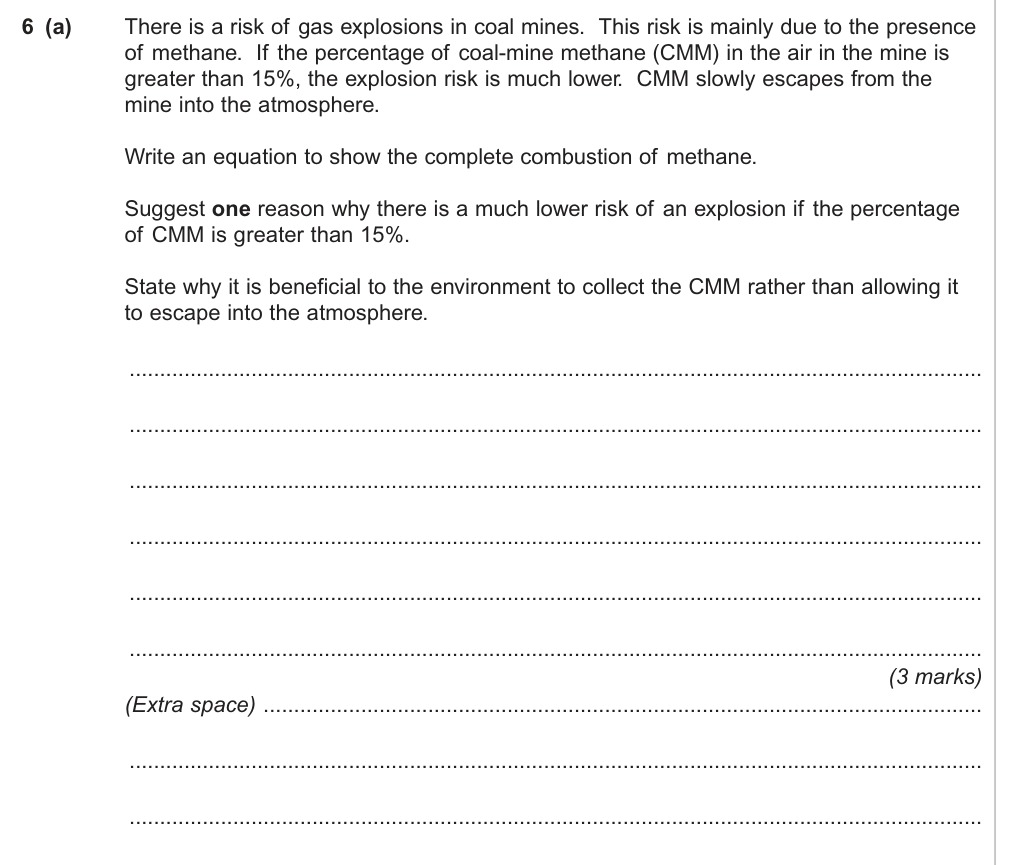 6 (a) There is a risk of gas explosions in coal mines. This risk is mainly due to the presence
of methane. If the percentage of coal-mine methane (CMM) in the air in the mine is
greater than 15%, the explosion risk is much lower. CMM slowly escapes from the
mine into the atmosphere.
Write an equation to show the complete combustion of methane.
Suggest one reason why there is a much lower risk of an explosion if the percentage
of CMM is greater than 15%.
State why it is beneficial to the environment to collect the CMM rather than allowing it
to escape into the atmosphere.
(3 marks)
(Extra space)